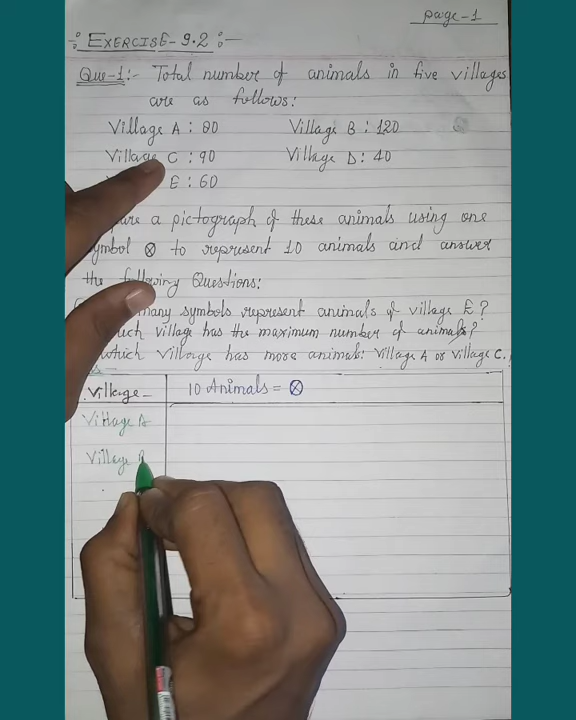 page-1
:- EXERCISE-9.2 :-
Que-1:- Total number of animals in five villages
are as follows:
Village A : 80 Village B : 120
Village C : 90 Village D : 40
E : 60
a pictograph of these animals using one
symbol ⊗ to represent 10 animals and answer
the following Questions:
many symbols represent animals of village E?
village has the maximum number of animals?
which village has more animals: village A or village C.
Village 10 Animals = ⊗
Village A
Village B